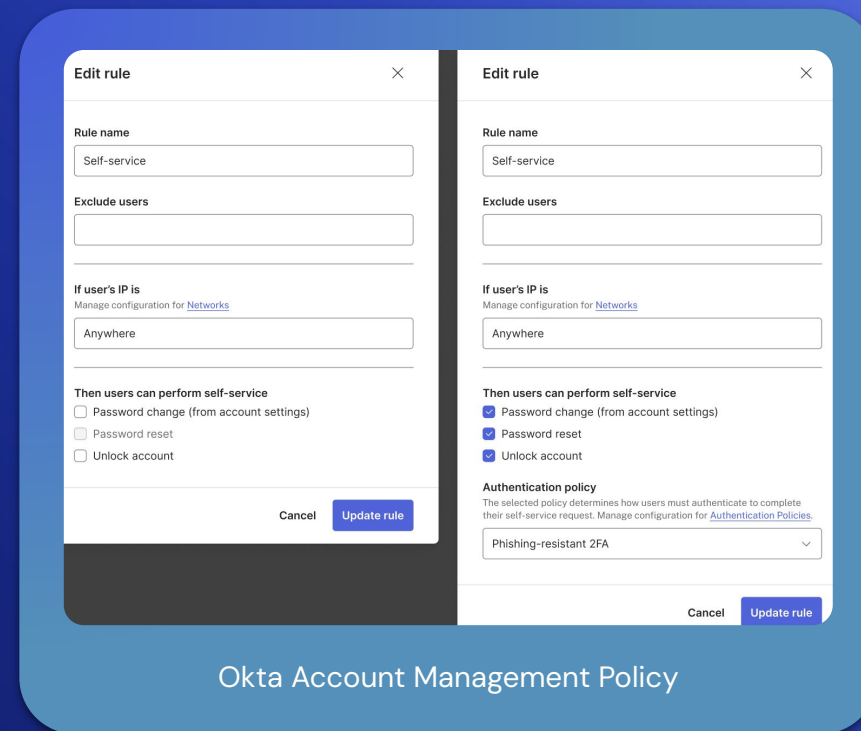 Edit rule
Rule name
Self-service
Exclude users
If user's IP is
Manage configuration for Networks
Anywhere
Then users can perform self-service
Password change (from account settings)
Password reset
Unlock account
Cancel
Update rule
Edit rule
Rule name
Self-service
Exclude users
If user's IP is
Manage configuration for Networks
Anywhere
Then users can perform self-service
Password change (from account settings)
Password reset
Unlock account
Authentication policy
The selected policy determines how users must authenticate to complete
their self-service request. Manage configuration for Authentication Policies.
Phishing-resistant 2FA
Cancel
Update rule
Okta Account Management Policy